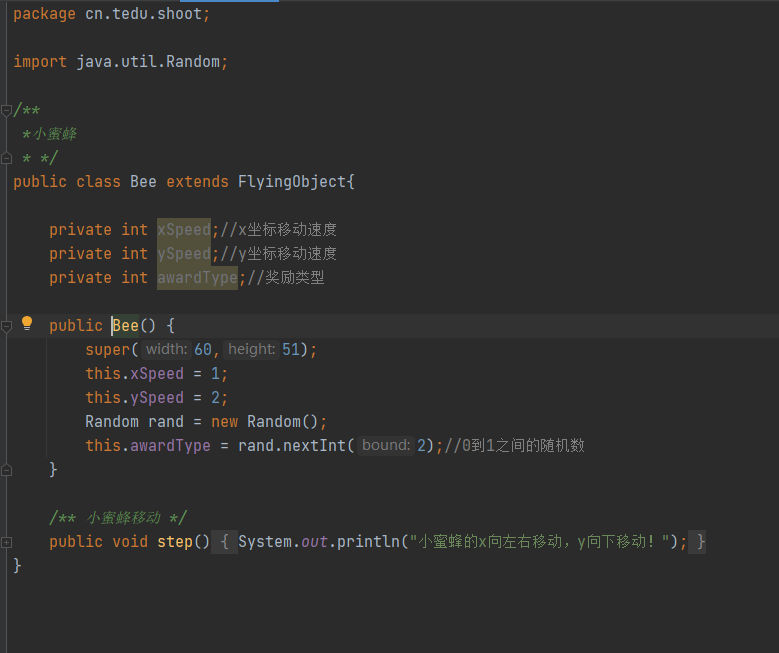 package cn.tedu.shoot;
import java.util.Random;
/**
*小蜜蜂
* */
public class Bee extends FlyingObject{
private int xSpeed;//x坐标移动速度
private int ySpeed;//y坐标移动速度
private int awardType;//奖励类型
public Bee() {
super( width: 60, height: 51);
this.xSpeed = 1;
this.ySpeed = 2;
Random rand = new Random();
this.awardType = rand.nextInt( bound: 2);//0到1之间的随机数
}
/** 小蜜蜂移动 */
public void step() { System.out.println("小蜜蜂的x向左右移动，y向下移动！"); }
}